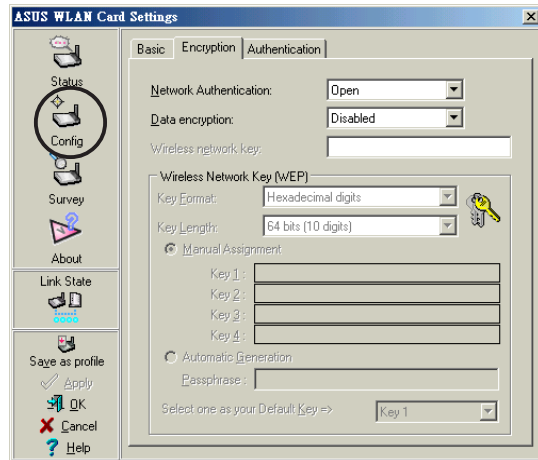 ASUS WLAN Card Settings
Status
Config
Survey
About
Link State
Save as profile
Apply
OK
Cancel
Help
Basic
Encryption
Authentication
Network Authentication:
Open
Data encryption:
Disabled
Wireless network key:
Wireless Network Key (WEP)
Key Format:
Hexadecimal digits
Key Length:
64 bits (10 digits)
Manual Assignment
Key 1 :
Key 2 :
Key 3 :
Key 4 :
Automatic Generation
Passphrase :
Select one as your Default Key =>
Key 1